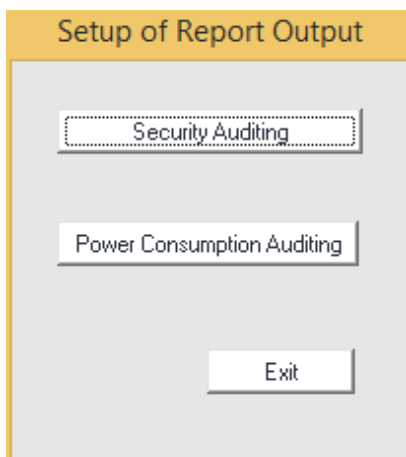 Setup of Report Output
Security Auditing
Power Consumption Auditing
Exit